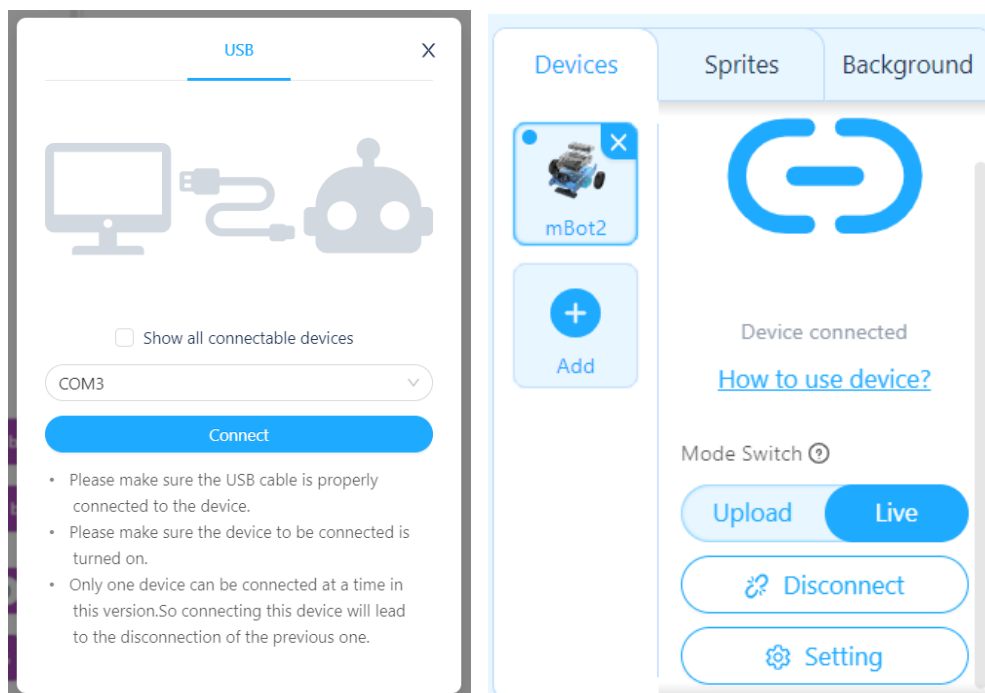 USB
X
Show all connectable devices
COM3
Connect
• Please make sure the USB cable is properly
connected to the device.
• Please make sure the device to be connected is
turned on.
• Only one device can be connected at a time in
this version.So connecting this device will lead
to the disconnection of the previous one.
Devices
Sprites
Background
mBot2
Add
Device connected
How to use device?
Mode Switch
Upload
Live
Disconnect
Setting